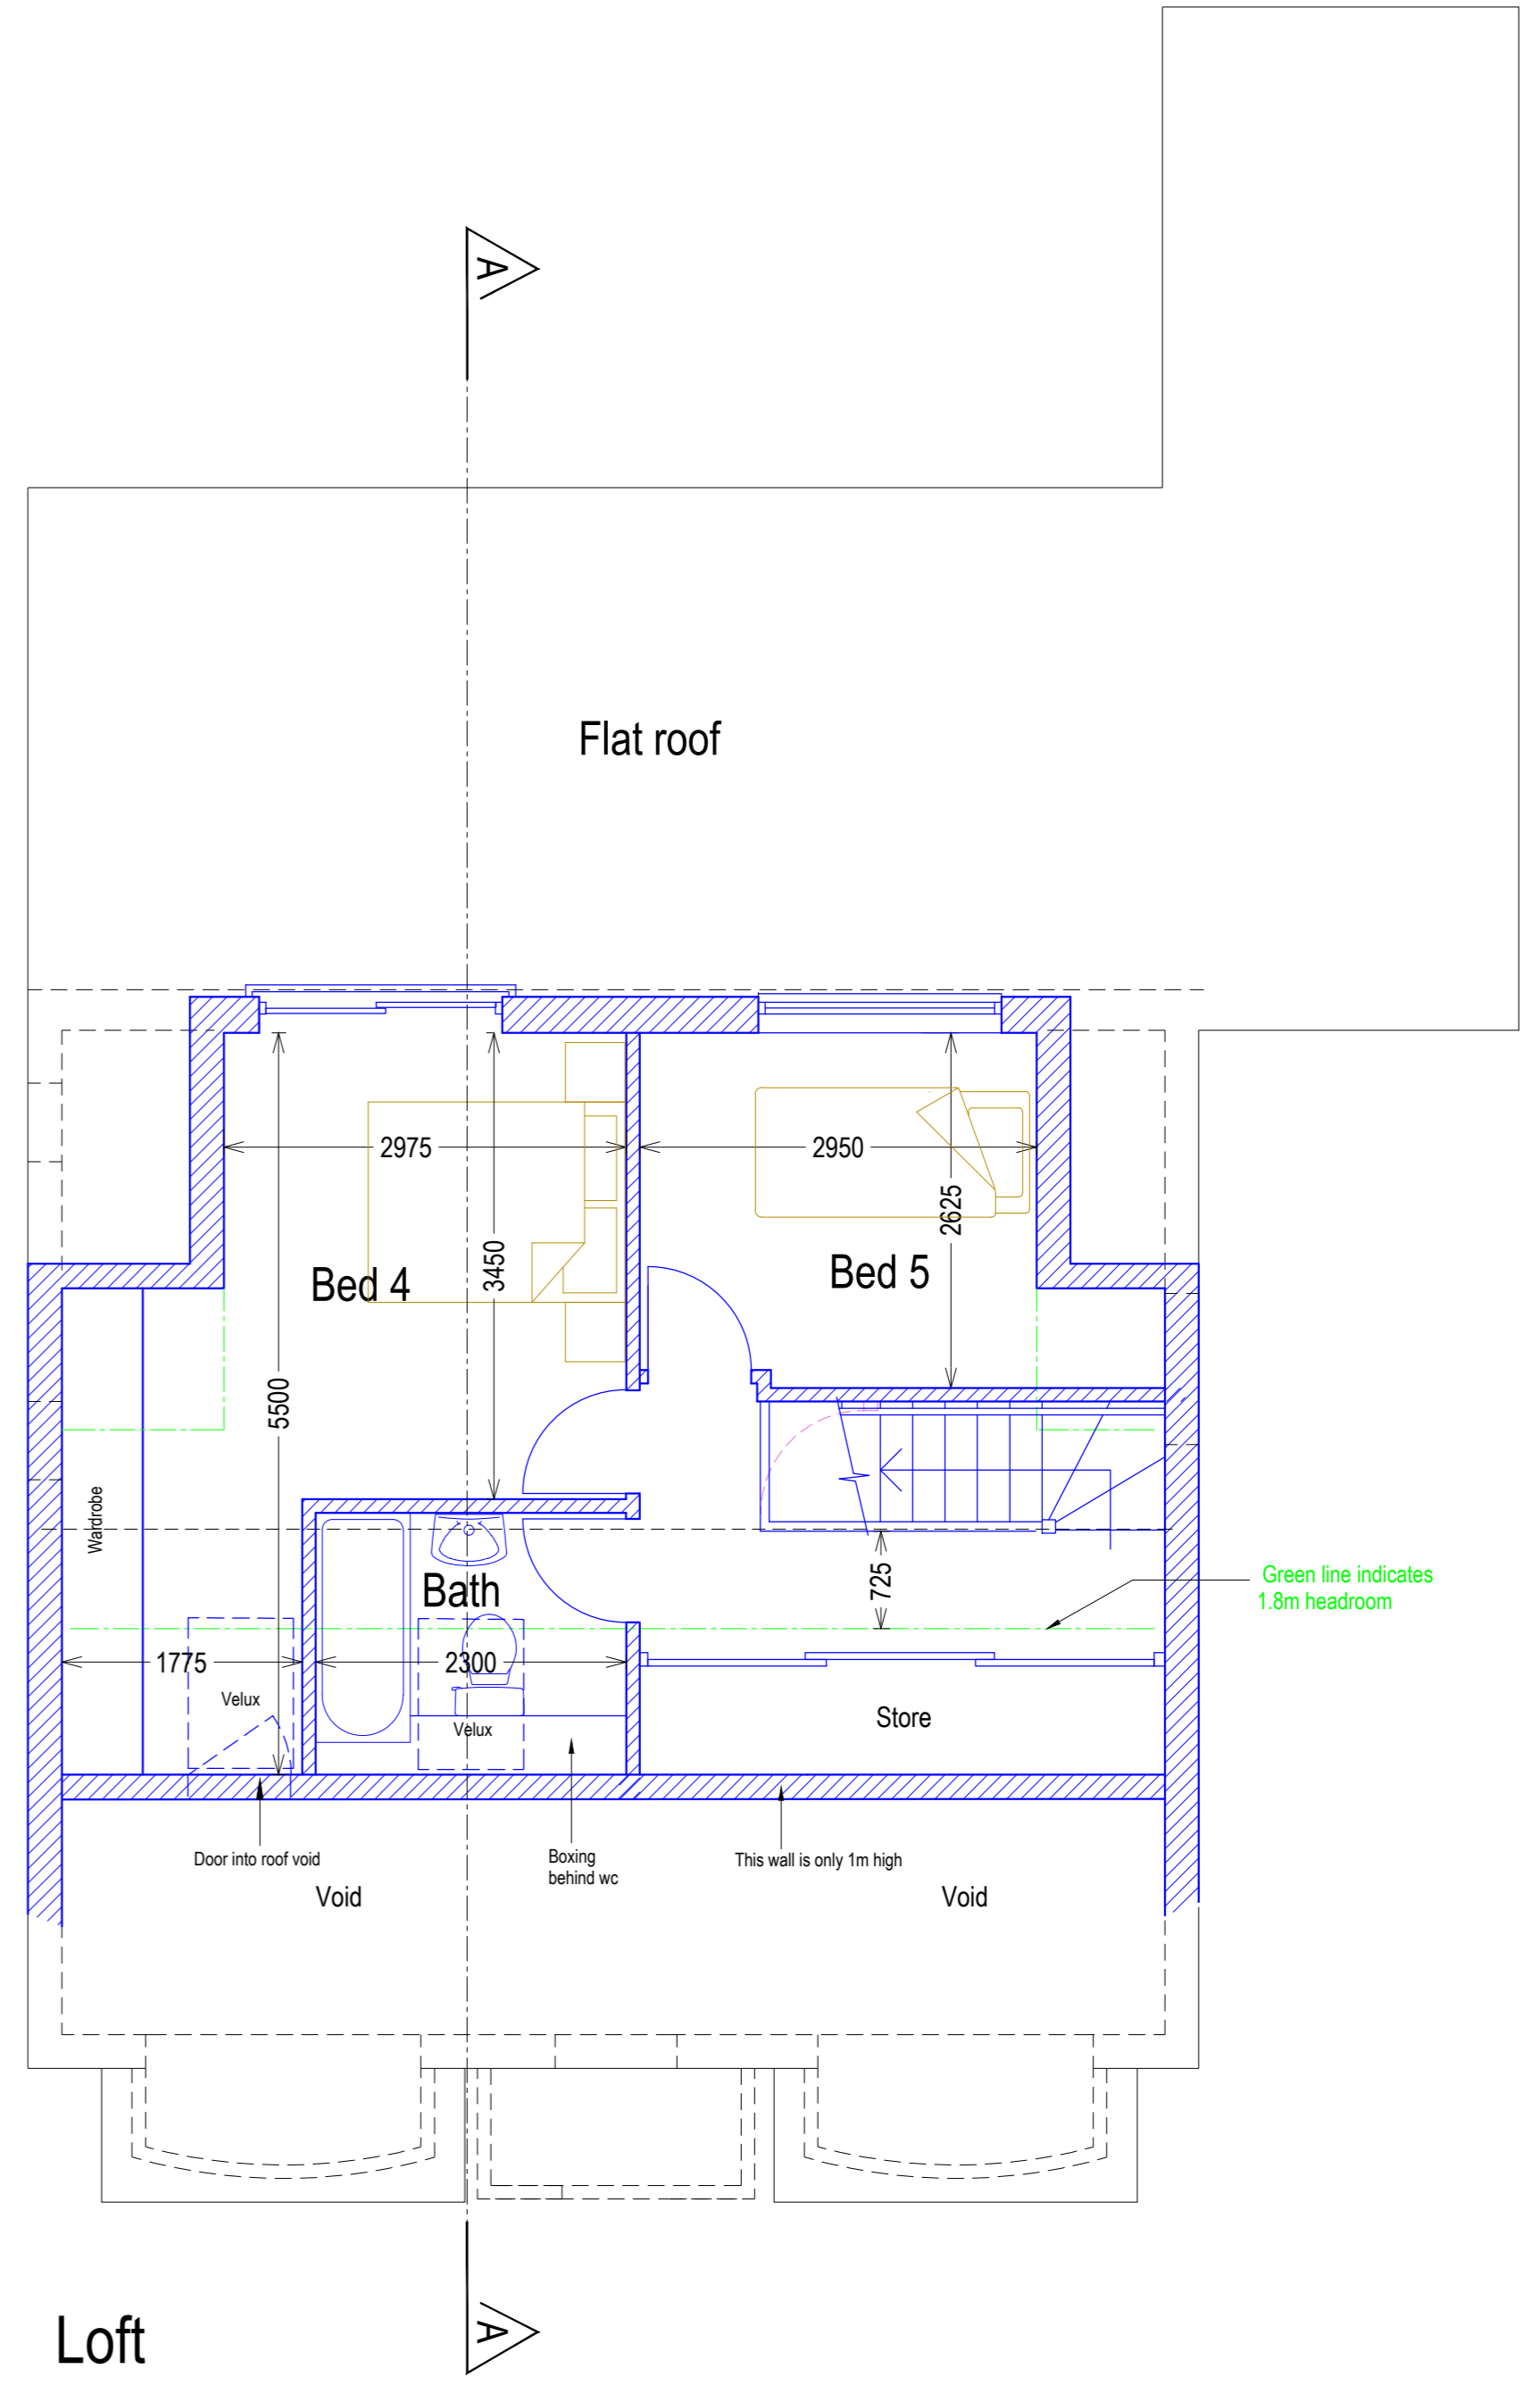 A
Flat roof
2975
2950
2625
3450
Bed 4
Bed 5
5500
Wardrobe
Bath
725
Green line indicates
1.8m headroom
1775
2300
Velux
Velux
Store
Door into roof void
Boxing
behind wc
This wall is only 1m high
Void
Void
A
Loft